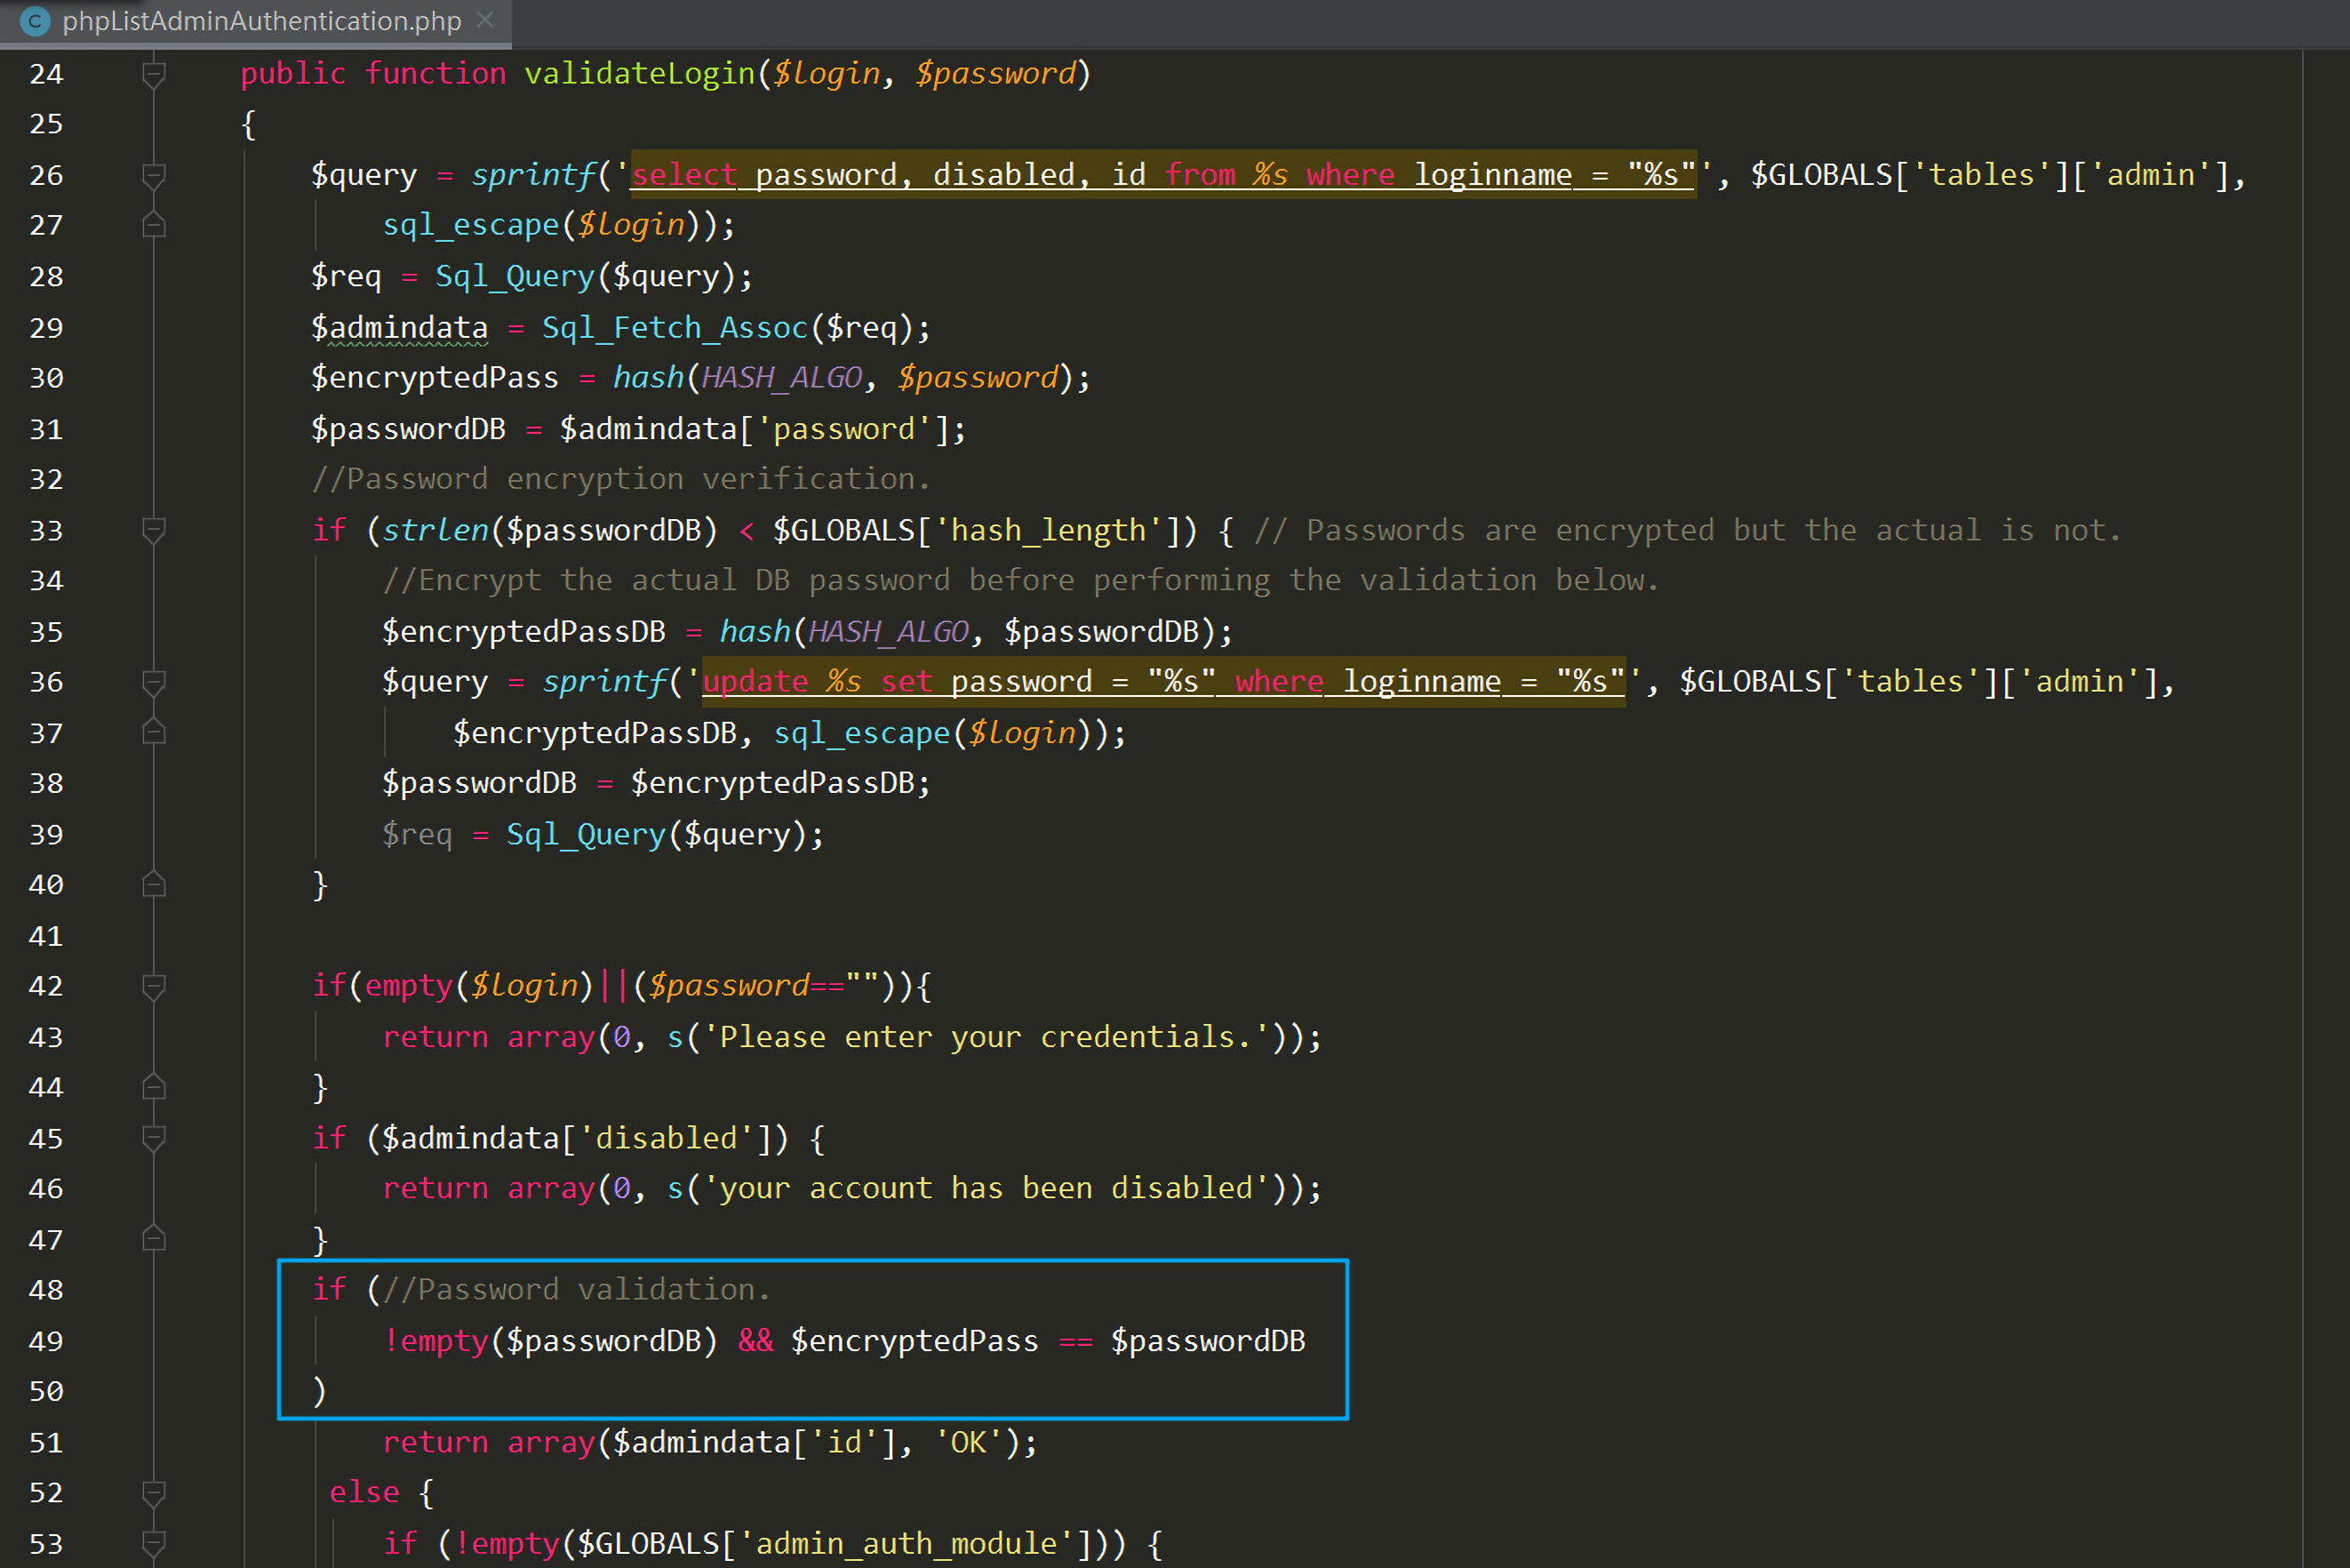 C phpListAdminAuthentication.php ×
24 public function validateLogin($login, $password)
25 {
26 $query = sprintf('select password, disabled, id from %s where loginname = "%s"', $GLOBALS['tables']['admin'],
27 sql_escape($login));
28 $req = Sql_Query($query);
29 $admindata = Sql_Fetch_Assoc($req);
30 $encryptedPass = hash(HASH_ALGO, $password);
31 $passwordDB = $admindata['password'];
32 //Password encryption verification.
33 if (strlen($passwordDB) < $GLOBALS['hash_length']) { // Passwords are encrypted but the actual is not.
34 //Encrypt the actual DB password before performing the validation below.
35 $encryptedPassDB = hash(HASH_ALGO, $passwordDB);
36 $query = sprintf('update %s set password = "%s" where loginname = "%s"', $GLOBALS['tables']['admin'],
37 $encryptedPassDB, sql_escape($login));
38 $passwordDB = $encryptedPassDB;
39 $req = Sql_Query($query);
40 }
41
42 if(empty($login)||($password=="")){
43 return array(0, s('Please enter your credentials.'));
44 }
45 if ($admindata['disabled']) {
46 return array(0, s('your account has been disabled'));
47 }
48 if (//Password validation.
49 !empty($passwordDB) && $encryptedPass == $passwordDB
50 )
51 return array($admindata['id'], 'OK');
52 else {
53 if (!empty($GLOBALS['admin_auth_module'])) {